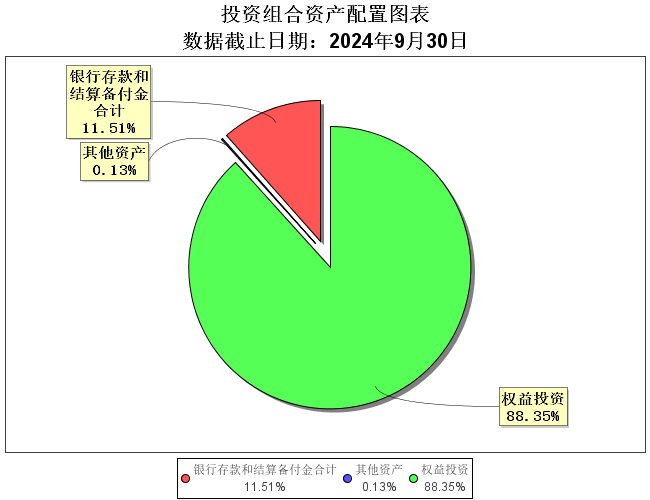 投资组合资产配置图表
数据截止日期：2024年9月30日
银行存款和
结算备付金
合计
11.51%
其他资产
0.13%
权益投资
88.35%
银行存款和结算备付金合计 其他资产 权益投资
11.51% 0.13% 88.35%